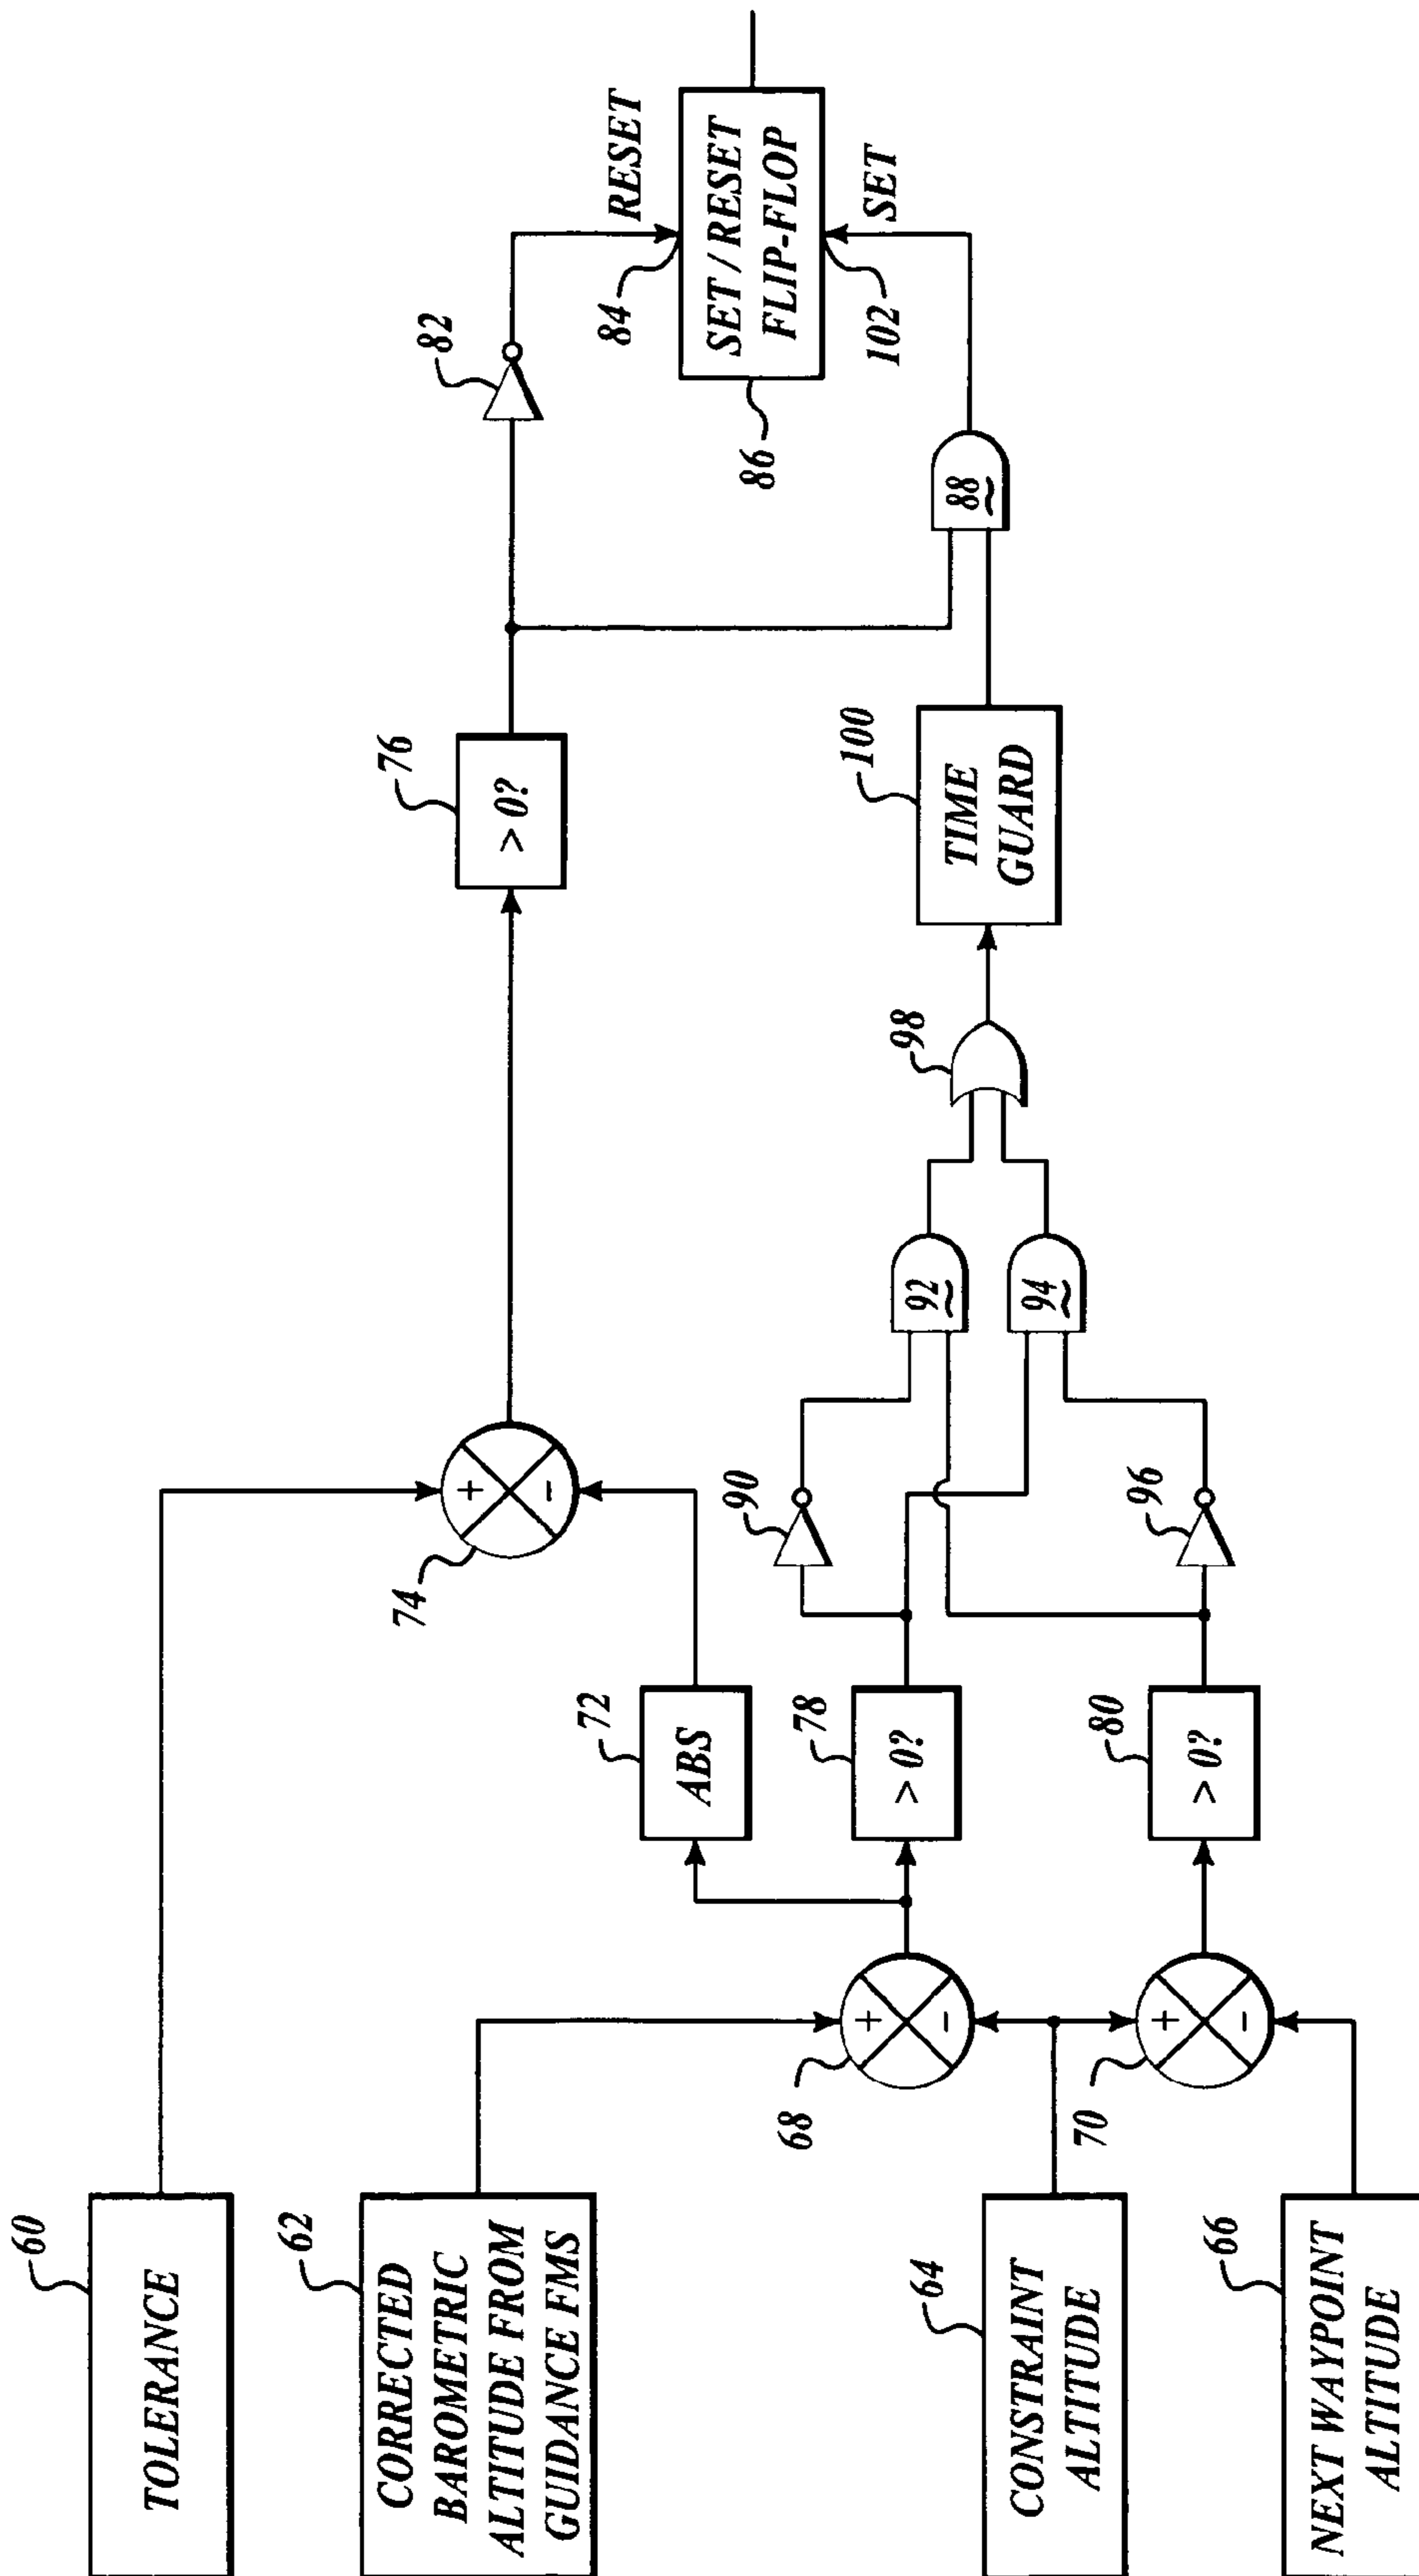 60
TOLERANCE
62
CORRECTED
BAROMETRIC
ALTITUDE FROM
GUIDANCE FMS
64
CONSTRAINT
ALTITUDE
66
NEXT WAYPOINT
ALTITUDE
68
+
-
70
+
-
72
ABS
78
> 0?
80
> 0?
74
+
-
90
96
92
94
98
76
> 0?
100
TIME
GUARD
82
88
RESET
84
SET / RESET
FLIP-FLOP
86
102
SET